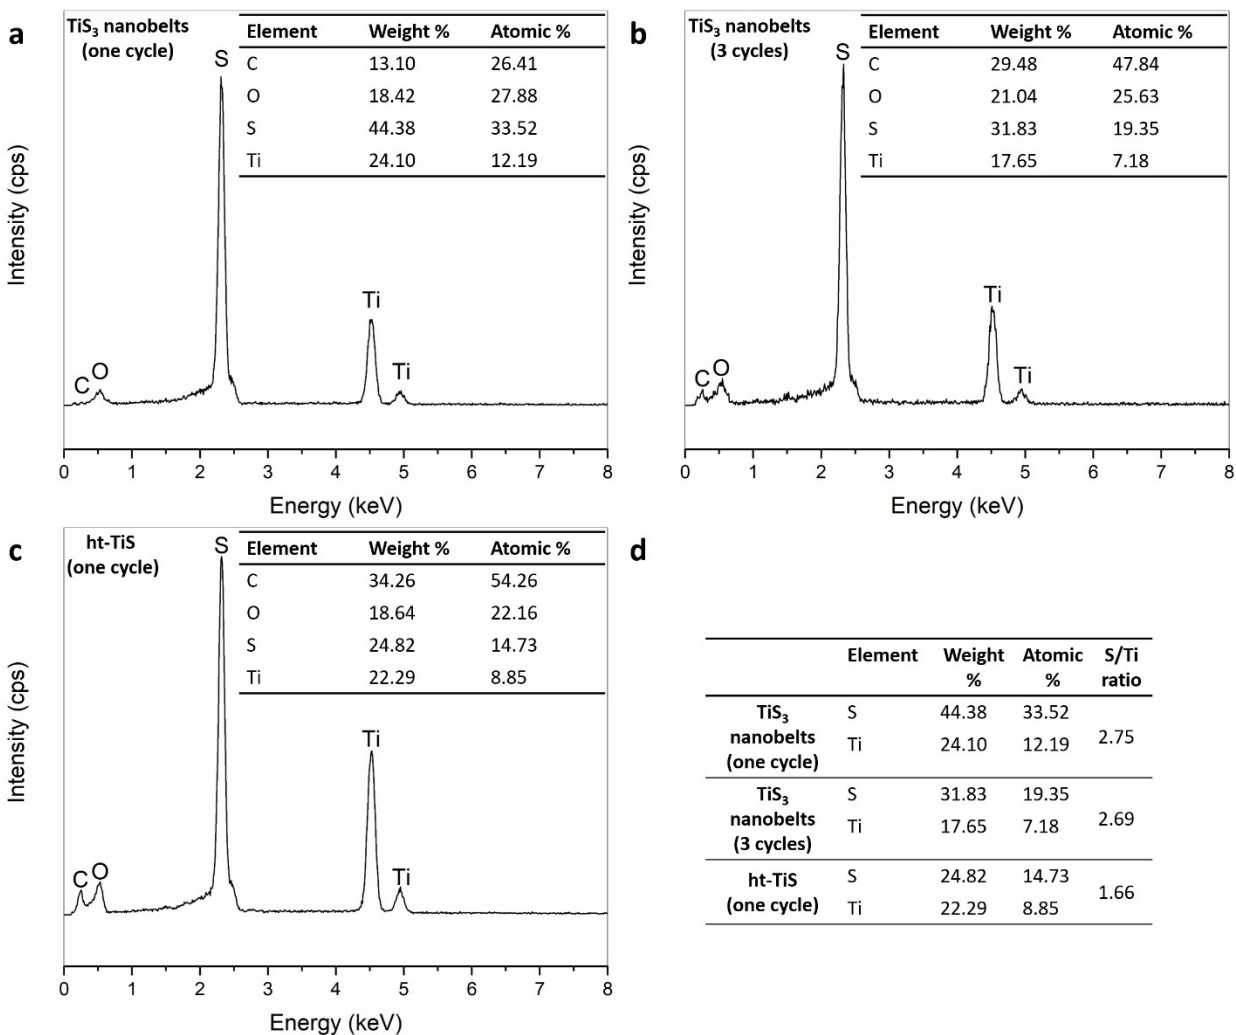 a
TiS₃ nanobelts
(one cycle)
S
Element Weight % Atomic %
C 13.10 26.41
O 18.42 27.88
S 44.38 33.52
Ti 24.10 12.19
Ti
Ti
C O
Intensity (cps)
0 1 2 3 4 5 6 7 8
Energy (keV)
b
TiS₃ nanobelts
(3 cycles)
S
Element Weight % Atomic %
C 29.48 47.84
O 21.04 25.63
S 31.83 19.35
Ti 17.65 7.18
Ti
Ti
C O
Intensity (cps)
0 1 2 3 4 5 6 7 8
Energy (keV)
c
ht-TiS
(one cycle)
S
Element Weight % Atomic %
C 34.26 54.26
O 18.64 22.16
S 24.82 14.73
Ti 22.29 8.85
Ti
Ti
C O
Intensity (cps)
0 1 2 3 4 5 6 7 8
Energy (keV)
d
Element Weight Atomic S/Ti
% % ratio
TiS₃ S 44.38 33.52
nanobelts Ti 24.10 12.19 2.75
(one cycle)
TiS₃ S 31.83 19.35
nanobelts Ti 17.65 7.18 2.69
(3 cycles)
ht-TiS S 24.82 14.73
(one cycle) Ti 22.29 8.85 1.66